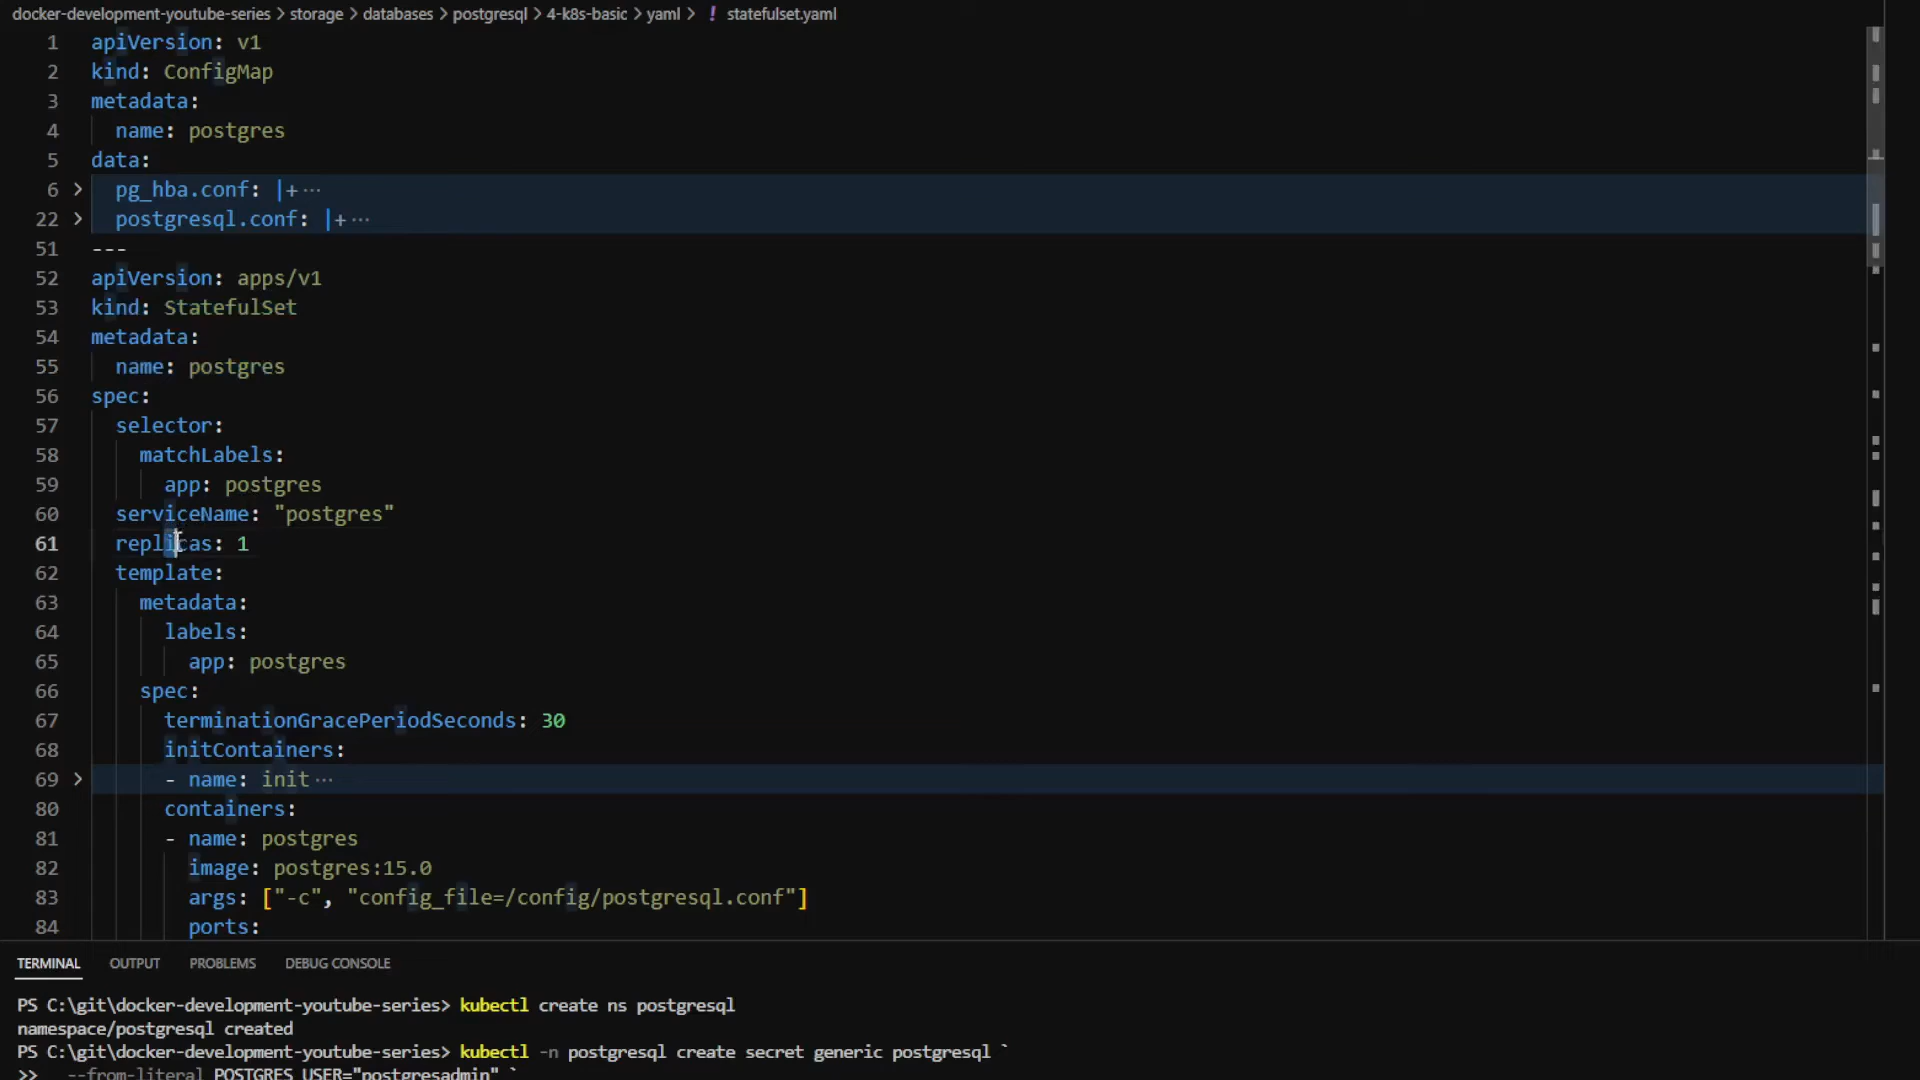 docker-development-youtube-series > storage > databases > postgresql > 4-k8s-basic > yaml > ! statefulset.yaml
1 apiVersion: v1
2 kind: ConfigMap
3 metadata:
4 name: postgres
5 data:
6 > pg_hba.conf: |+ ···
22 > postgresql.conf: |+ ···
51 ---
52 apiVersion: apps/v1
53 kind: StatefulSet
54 metadata:
55 name: postgres
56 spec:
57 selector:
58 matchLabels:
59 app: postgres
60 serviceName: "postgres"
61 replicas: 1
62 template:
63 metadata:
64 labels:
65 app: postgres
66 spec:
67 terminationGracePeriodSeconds: 30
68 initContainers:
69 > - name: init ···
80 containers:
81 - name: postgres
82 image: postgres:15.0
83 args: ["-c", "config_file=/config/postgresql.conf"]
84 ports:
TERMINAL OUTPUT PROBLEMS DEBUG CONSOLE
PS C:\git\docker-development-youtube-series> kubectl create ns postgresql
namespace/postgresql created
PS C:\git\docker-development-youtube-series> kubectl -n postgresql create secret generic postgresql `
>> --from-literal POSTGRES_USER="postgresadmin" `